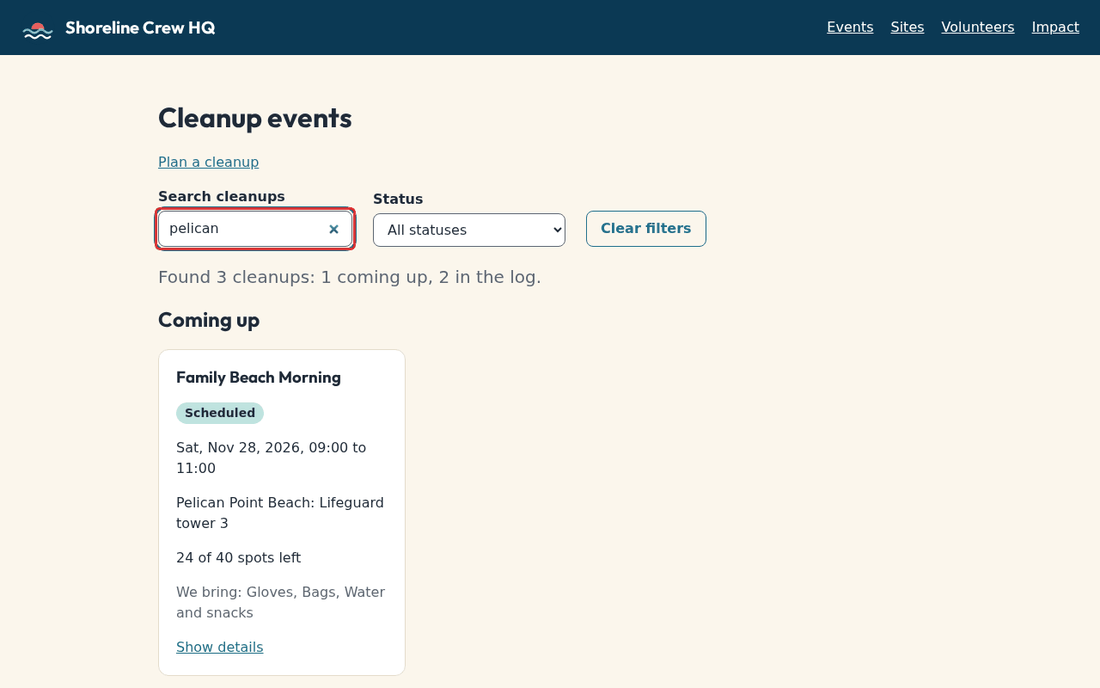 Shoreline Crew HQ
Events Sites Volunteers Impact
Cleanup events
Plan a cleanup
Search cleanups
Status
pelican
All statuses
Clear filters
Found 3 cleanups: 1 coming up, 2 in the log.
Coming up
Family Beach Morning
Scheduled
Sat, Nov 28, 2026, 09:00 to
11:00
Pelican Point Beach: Lifeguard
tower 3
24 of 40 spots left
We bring: Gloves, Bags, Water
and snacks
Show details